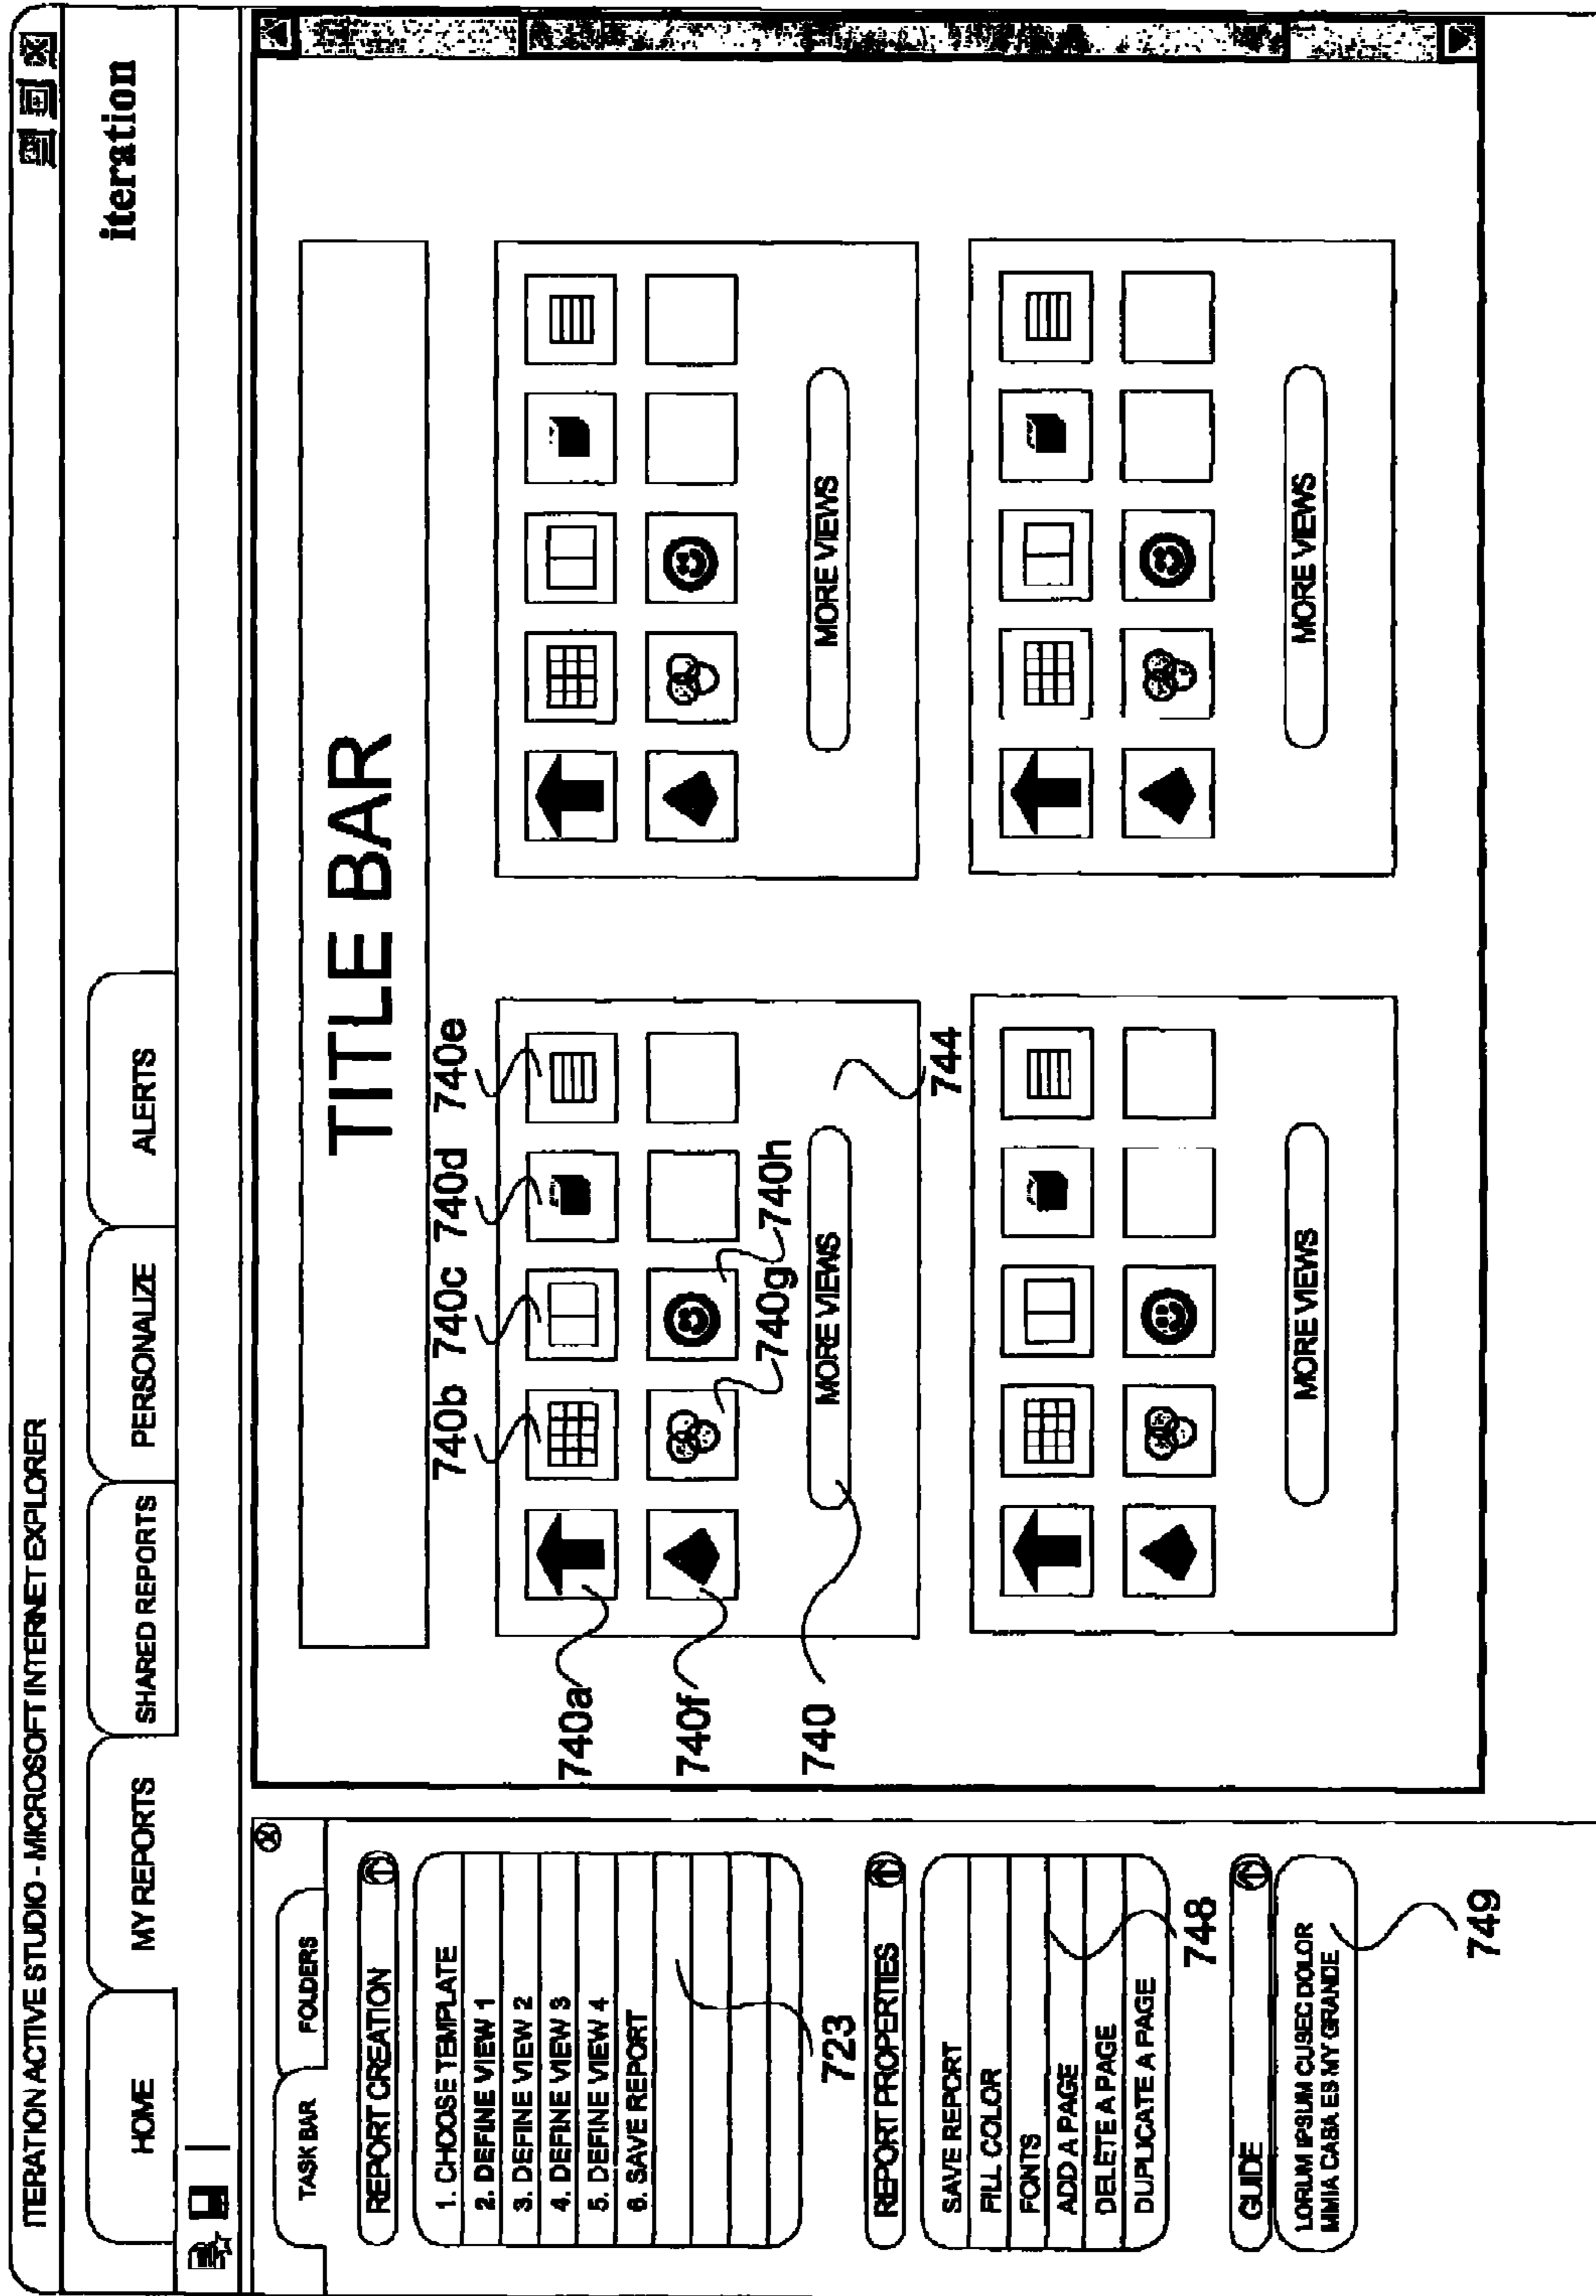 ITERATION ACTIVE STUDIO - MICROSOFT INTERNET EXPLORER
HOME
MY REPORTS
SHARED REPORTS
PERSONALIZE
ALERTS
iteration
TASK BAR
FOLDERS
REPORT CREATION
1. CHOOSE TEMPLATE
2. DEFINE VIEW 1
3. DEFINE VIEW 2
4. DEFINE VIEW 3
5. DEFINE VIEW 4
6. SAVE REPORT
723
REPORT PROPERTIES
SAVE REPORT
FILL COLOR
FONTS
ADD A PAGE
DELETE A PAGE
DUPLICATE A PAGE
748
GUIDE
LORUM IPSUM CUSEC DOLOR
MIMIA CASA ES MY GRANDE
749
TITLE BAR
740b 740c 740d 740e
740a
740f
740g
740h
740
MORE VIEWS
744
MORE VIEWS
MORE VIEWS
MORE VIEWS